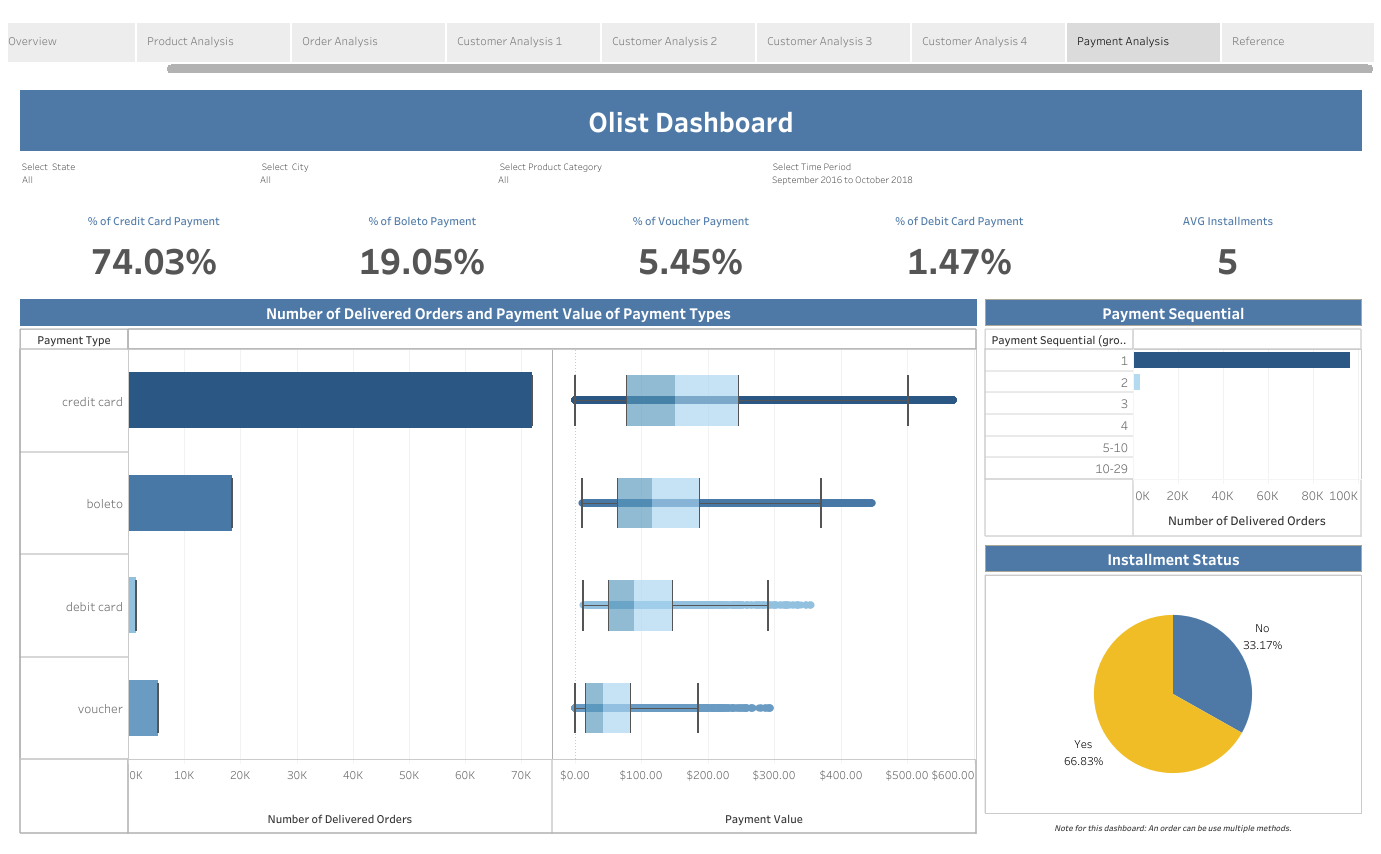 Overview
Product Analysis
Order Analysis
Customer Analysis 1
Customer Analysis 2
Customer Analysis 3
Customer Analysis 4
Payment Analysis
Reference
Olist Dashboard
Select State
All
Select City
All
Select Product Category
All
Select Time Period
September 2016 to October 2018
% of Credit Card Payment
74.03%
% of Boleto Payment
19.05%
% of Voucher Payment
5.45%
% of Debit Card Payment
1.47%
AVG Installments
5
Number of Delivered Orders and Payment Value of Payment Types
Payment Type
credit card
boleto
debit card
voucher
0K 10K 20K 30K 40K 50K 60K 70K
Number of Delivered Orders
$0.00 $100.00 $200.00 $300.00 $400.00 $500.00 $600.00
Payment Value
Payment Sequential
Payment Sequential (gro..
1
2
3
4
5-10
10-29
0K 20K 40K 60K 80K 100K
Number of Delivered Orders
Installment Status
No
33.17%
Yes
66.83%
Note for this dashboard: An order can be use multiple methods.